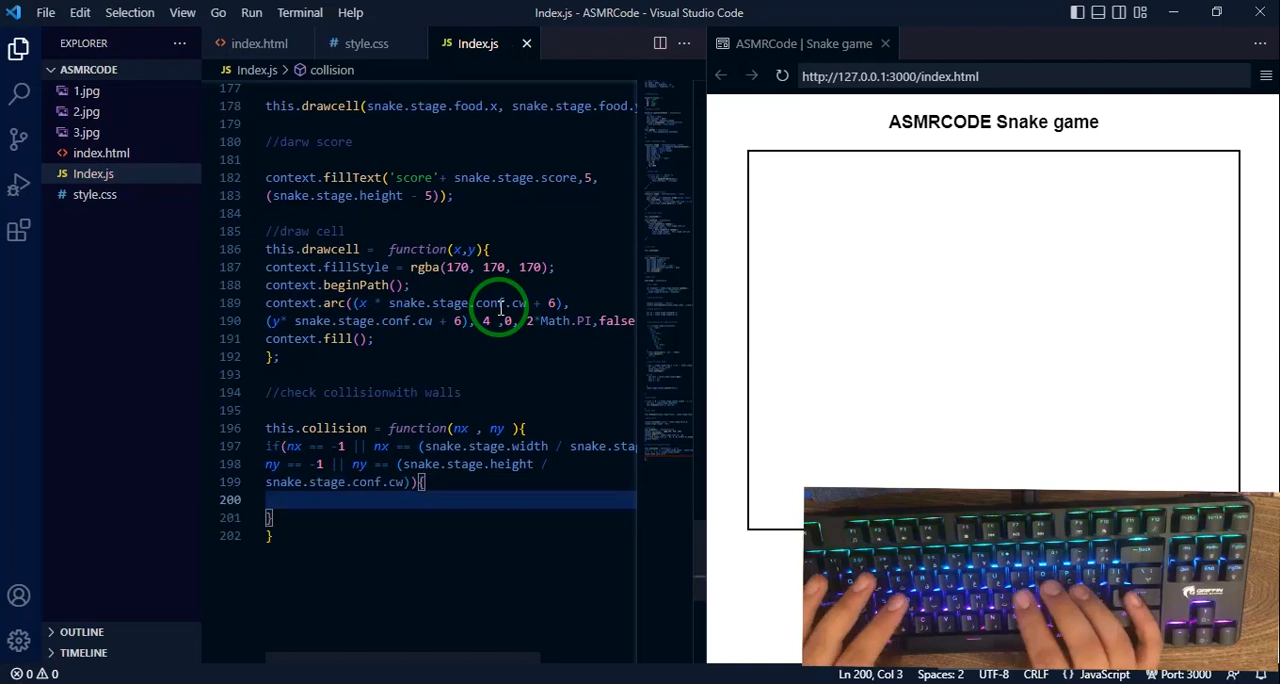 File Edit Selection View Go Run Terminal Help
Index.js - ASMRCode - Visual Studio Code
EXPLORER
ASMRCODE
1.jpg
2.jpg
3.jpg
index.html
JS Index.js
# style.css
OUTLINE
TIMELINE
index.html
# style.css
JS Index.js
JS Index.js > collision
177
178 this.drawcell(snake.stage.food.x, snake.stage.food.y
179
180 //darw score
181
182 context.fillText('score'+ snake.stage.score,5,
183 (snake.stage.height - 5));
184
185 //draw cell
186 this.drawcell = function(x,y){
187 context.fillStyle = rgba(170, 170, 170);
188 context.beginPath();
189 context.arc((x * snake.stage.conf.cw + 6),
190 (y* snake.stage.conf.cw + 6), 4 ,0, 2*Math.PI,false
191 context.fill();
192 };
193
194 //check collisionwith walls
195
196 this.collision = function(nx , ny ){
197 if(nx == -1 || nx == (snake.stage.width / snake.sta
198 ny == -1 || ny == (snake.stage.height /
199 snake.stage.conf.cw)){
200
201 }
202 }
ASMRCode | Snake game
http://127.0.0.1:3000/index.html
ASMRCODE Snake game
GRIFFIN
0 0
Ln 200, Col 3 Spaces: 2 UTF-8 CRLF JavaScript Port: 3000